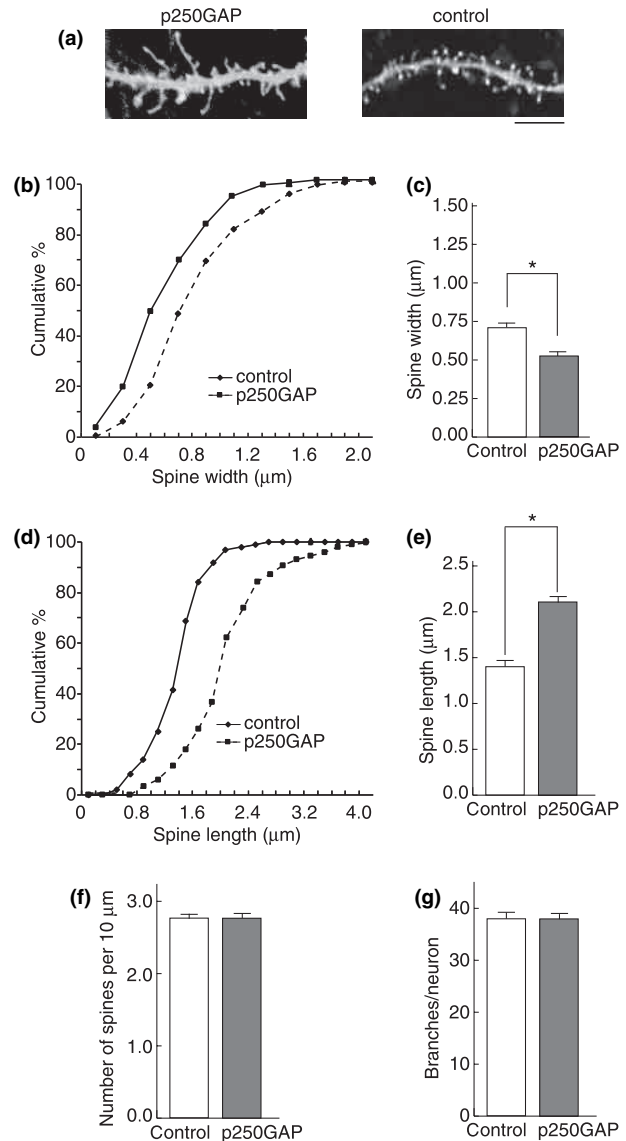 p250GAP control
(a)
(b)
100
80
60
40
20
0
Cumulative %
0 0.4 0.8 1.2 1.6 2.0
Spine width (μm)
control
p250GAP
(c)
1.50
1.25
1.00
0.75
0.50
0.25
0.00
Spine width (μm)
*
Control p250GAP
(d)
100
80
60
40
20
0
Cumulative %
0 0.8 1.6 2.4 3.2 4.0
Spine length (μm)
control
p250GAP
(e)
2.5
2.0
1.5
1.0
0.5
0.0
Spine length (μm)
*
Control p250GAP
(f)
3.0
2.0
1.0
0.0
Number of spines per 10 μm
Control p250GAP
(g)
40
30
20
10
0
Branches/neuron
Control p250GAP